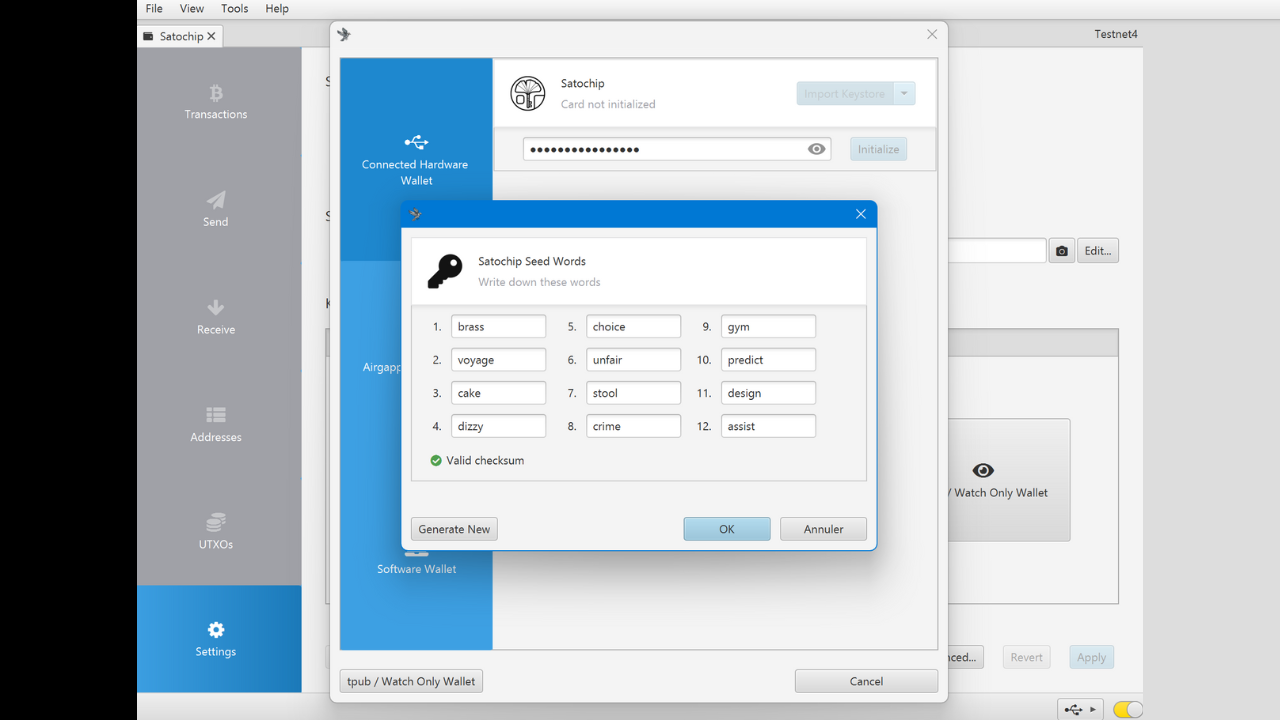 File View Tools Help
Satochip
Testnet4
Transactions
Send
Receive
Addresses
UTXOs
Settings
Satochip
Card not initialized
Import Keystore
Initialize
Connected Hardware
Wallet
Satochip Seed Words
Write down these words
1. brass 5. choice 9. gym
2. voyage 6. unfair 10. predict
3. cake 7. stool 11. design
4. dizzy 8. crime 12. assist
Valid checksum
Generate New OK Annuler
Edit...
/ Watch Only Wallet
Software Wallet
Revert Apply
tpub / Watch Only Wallet Cancel